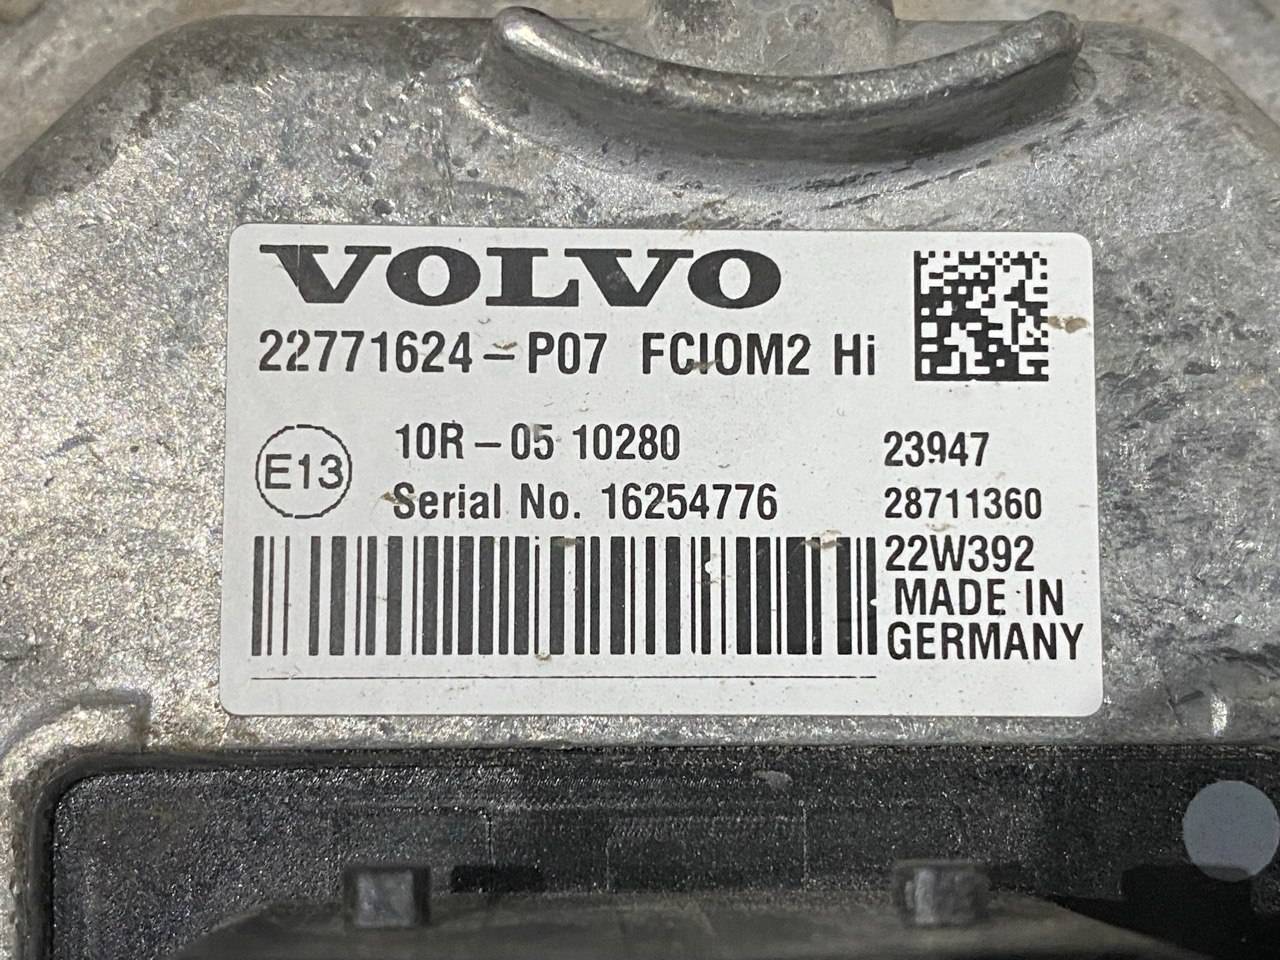 VOLVO
22771624-P07 FCIOM2 Hi
E13
10R-05 10280
Serial No. 16254776
23947
28711360
22W392
MADE IN
GERMANY